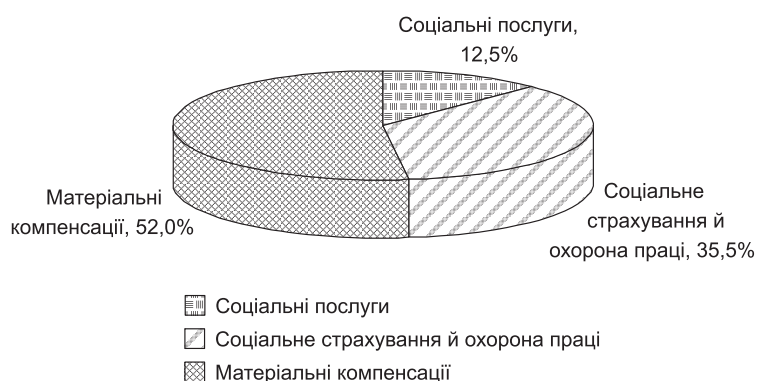 Соціальні послуги,
12,5%
Матеріальні
компенсації, 52,0%
Соціальне
страхування й
охорона праці, 35,5%
Соціальні послуги
Соціальне страхування й охорона праці
Матеріальні компенсації